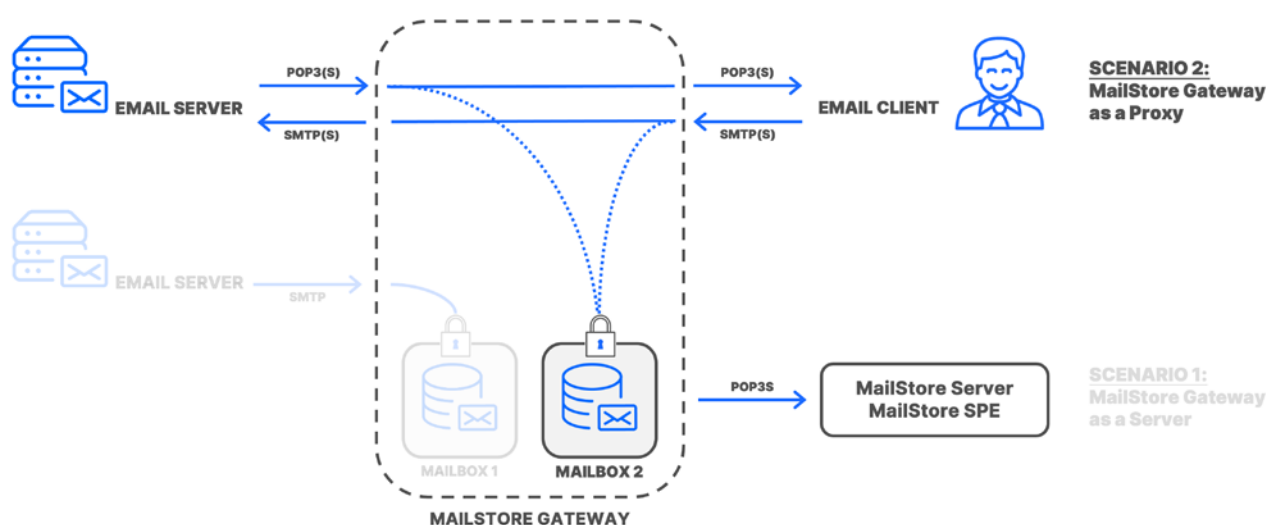 POP3(S)
POP3(S)
SCENARIO 2:
MailStore Gateway
as a Proxy
EMAIL SERVER
EMAIL CLIENT
SMTP(S)
SMTP(S)
EMAIL SERVER
SMTP
POP3S
MailStore Server
MailStore SPE
SCENARIO 1:
MailStore Gateway
as a Server
MAILBOX 1
MAILBOX 2
MAILSTORE GATEWAY